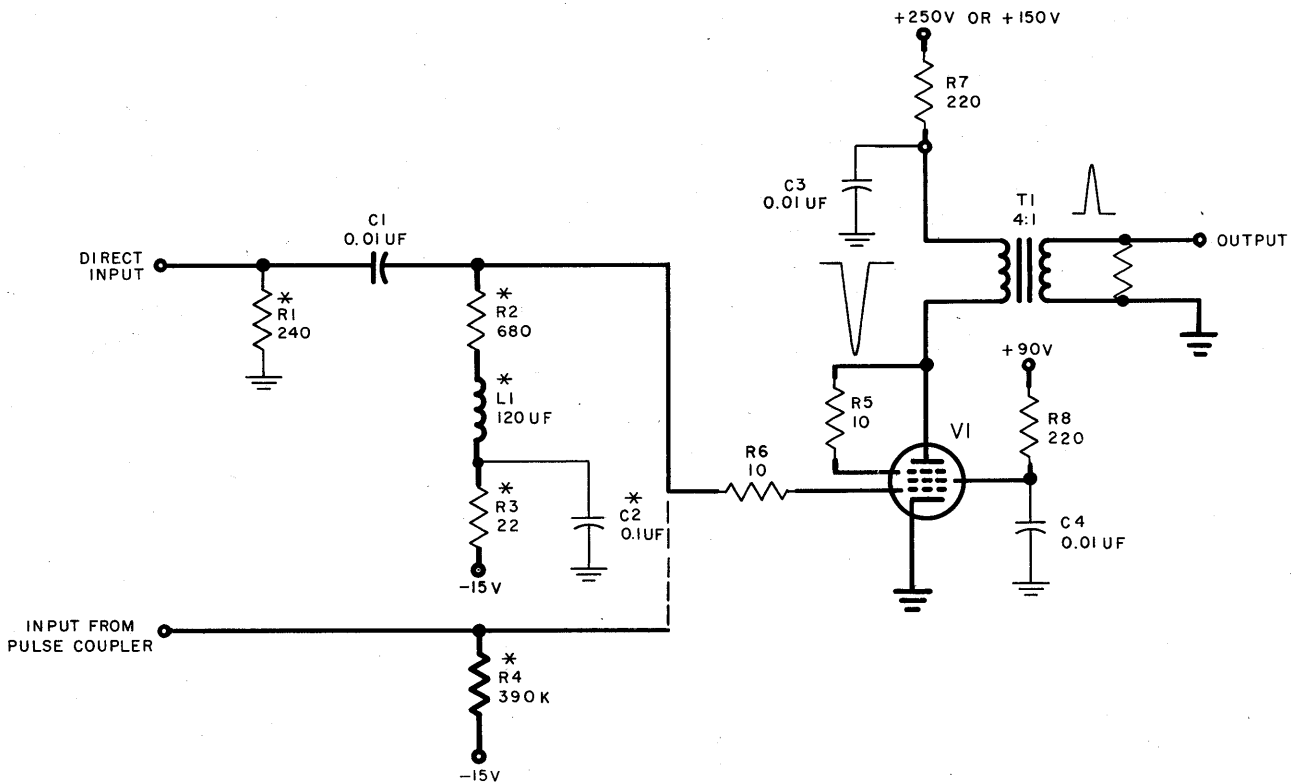 +250V OR +150V
R7
220
C3
0.01 UF
T1
4:1
OUTPUT
C1
0.01UF
DIRECT
INPUT
*
R1
240
*
R2
680
*
L1
120 UF
*
R3
22
*
C2
0.1UF
-15V
R5
10
V1
+90V
R8
220
R6
10
C4
0.01 UF
INPUT FROM
PULSE COUPLER
*
R4
390K
-15V